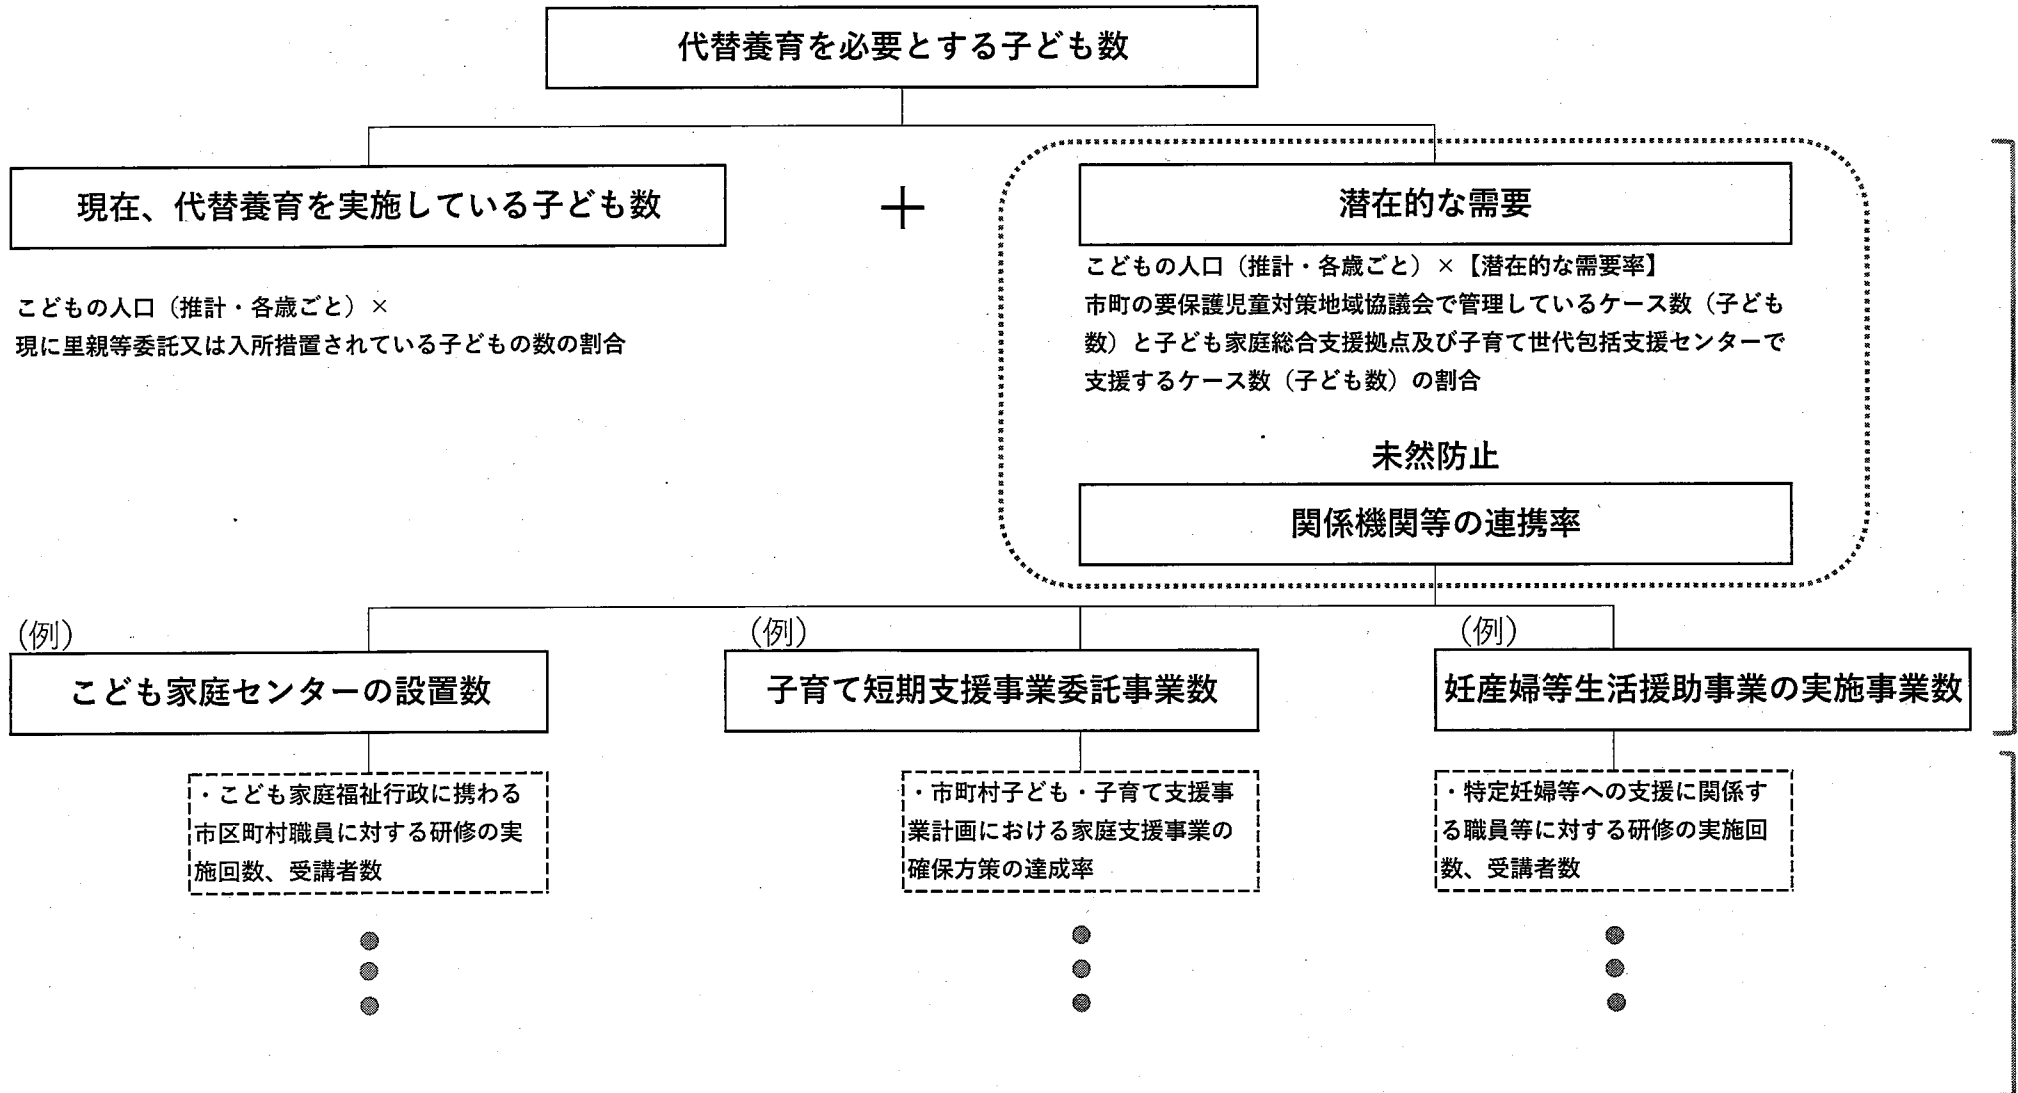 代替養育を必要とする子ども数
現在、代替養育を実施している子ども数
＋
潜在的な需要
こどもの人口（推計・各歳ごと）×
現に里親等委託又は入所措置されている子どもの数の割合
こどもの人口（推計・各歳ごと）×【潜在的な需要率】
市町の要保護児童対策地域協議会で管理しているケース数（子ども
数）と子ども家庭総合支援拠点及び子育て世代包括支援センターで
支援するケース数（子ども数）の割合
未然防止
関係機関等の連携率
（例）
こども家庭センターの設置数
（例）
子育て短期支援事業委託事業数
（例）
妊産婦等生活援助事業の実施事業数
・こども家庭福祉行政に携わる
市区町村職員に対する研修の実
施回数、受講者数
・市町村子ども・子育て支援事
業計画における家庭支援事業の
確保方策の達成率
・特定妊婦等への支援に関係す
る職員等に対する研修の実施回
数、受講者数